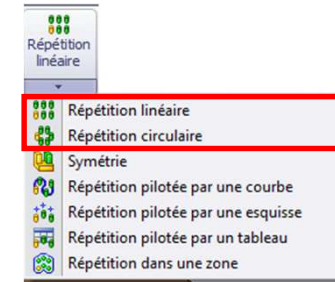 Répétition
linéaire
Répétition linéaire
Répétition circulaire
Symétrie
Répétition pilotée par une courbe
Répétition pilotée par une esquisse
Répétition pilotée par un tableau
Répétition dans une zone